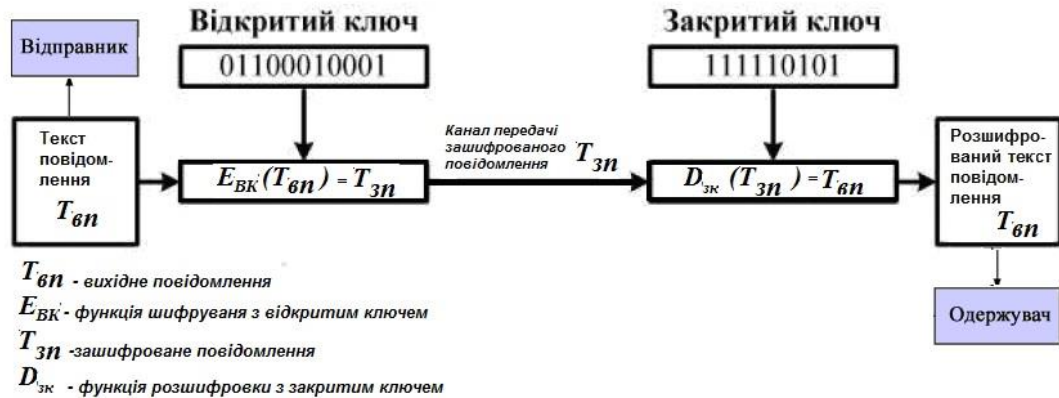 Відкритий ключ
Закритий ключ
Відправник
01100010001
111110101
Текст
повідом-
лення
Tвп
EВК(Tвп) = Tзп
Канал передачі
зашифрованого
повідомлення
Tзп
Dзк (Tзп) = Tвп
Розшифр-
ований текст
повідом-
лення
Tвп
Tвп - вихідне повідомлення
EВК - функція шифруваня з відкритим ключем
Tзп -зашифроване повідомлення
Dзк - функція розшифровки з закритим ключем
Одержувач